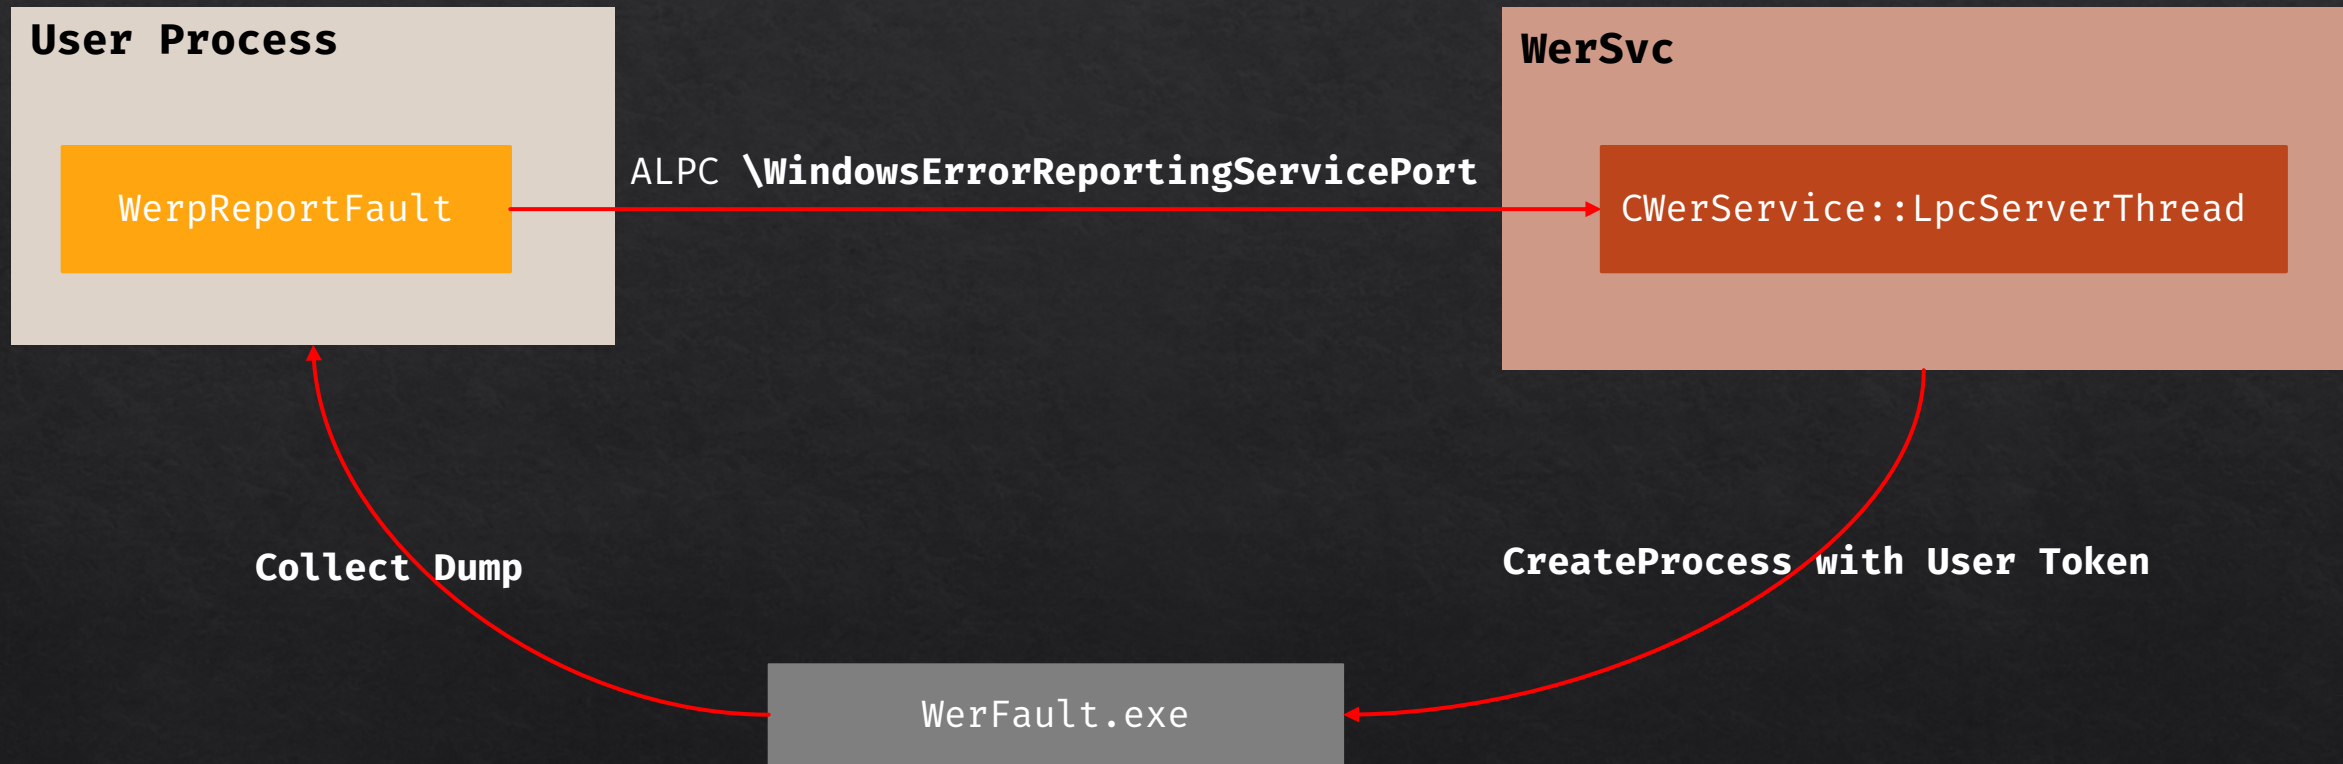 User Process
WerSvc
ALPC \WindowsErrorReportingServicePort
WerpReportFault
CWerService::LpcServerThread
Collect Dump
CreateProcess with User Token
WerFault.exe